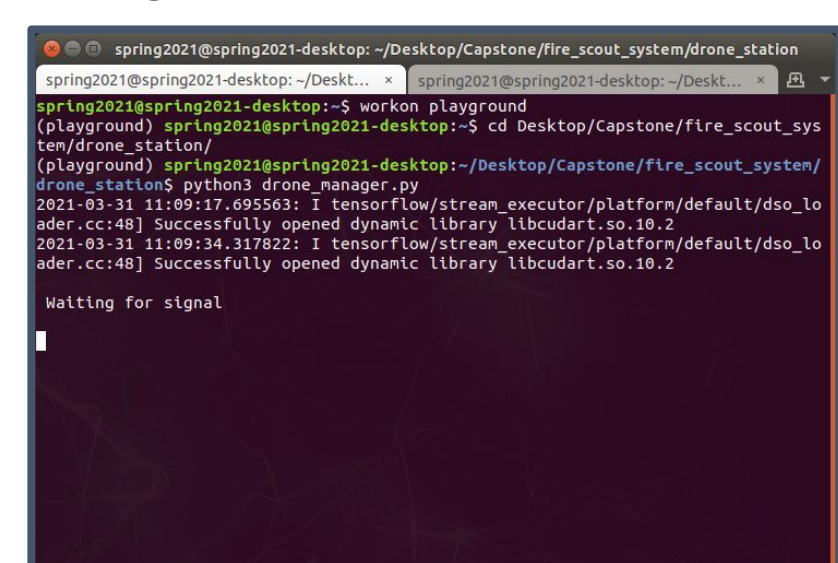 spring2021@spring2021-desktop: ~/Desktop/Capstone/fire_scout_system/drone_station
spring2021@spring2021-desktop: ~/Deskt... × spring2021@spring2021-desktop: ~/Deskt... ×
spring2021@spring2021-desktop:~$ workon playground
(playground) spring2021@spring2021-desktop:~$ cd Desktop/Capstone/fire_scout_sys
tem/drone_station/
(playground) spring2021@spring2021-desktop:~/Desktop/Capstone/fire_scout_system/
drone_station$ python3 drone_manager.py
2021-03-31 11:09:17.695563: I tensorflow/stream_executor/platform/default/dso_lo
ader.cc:48] Successfully opened dynamic library libcudart.so.10.2
2021-03-31 11:09:34.317822: I tensorflow/stream_executor/platform/default/dso_lo
ader.cc:48] Successfully opened dynamic library libcudart.so.10.2
Waiting for signal